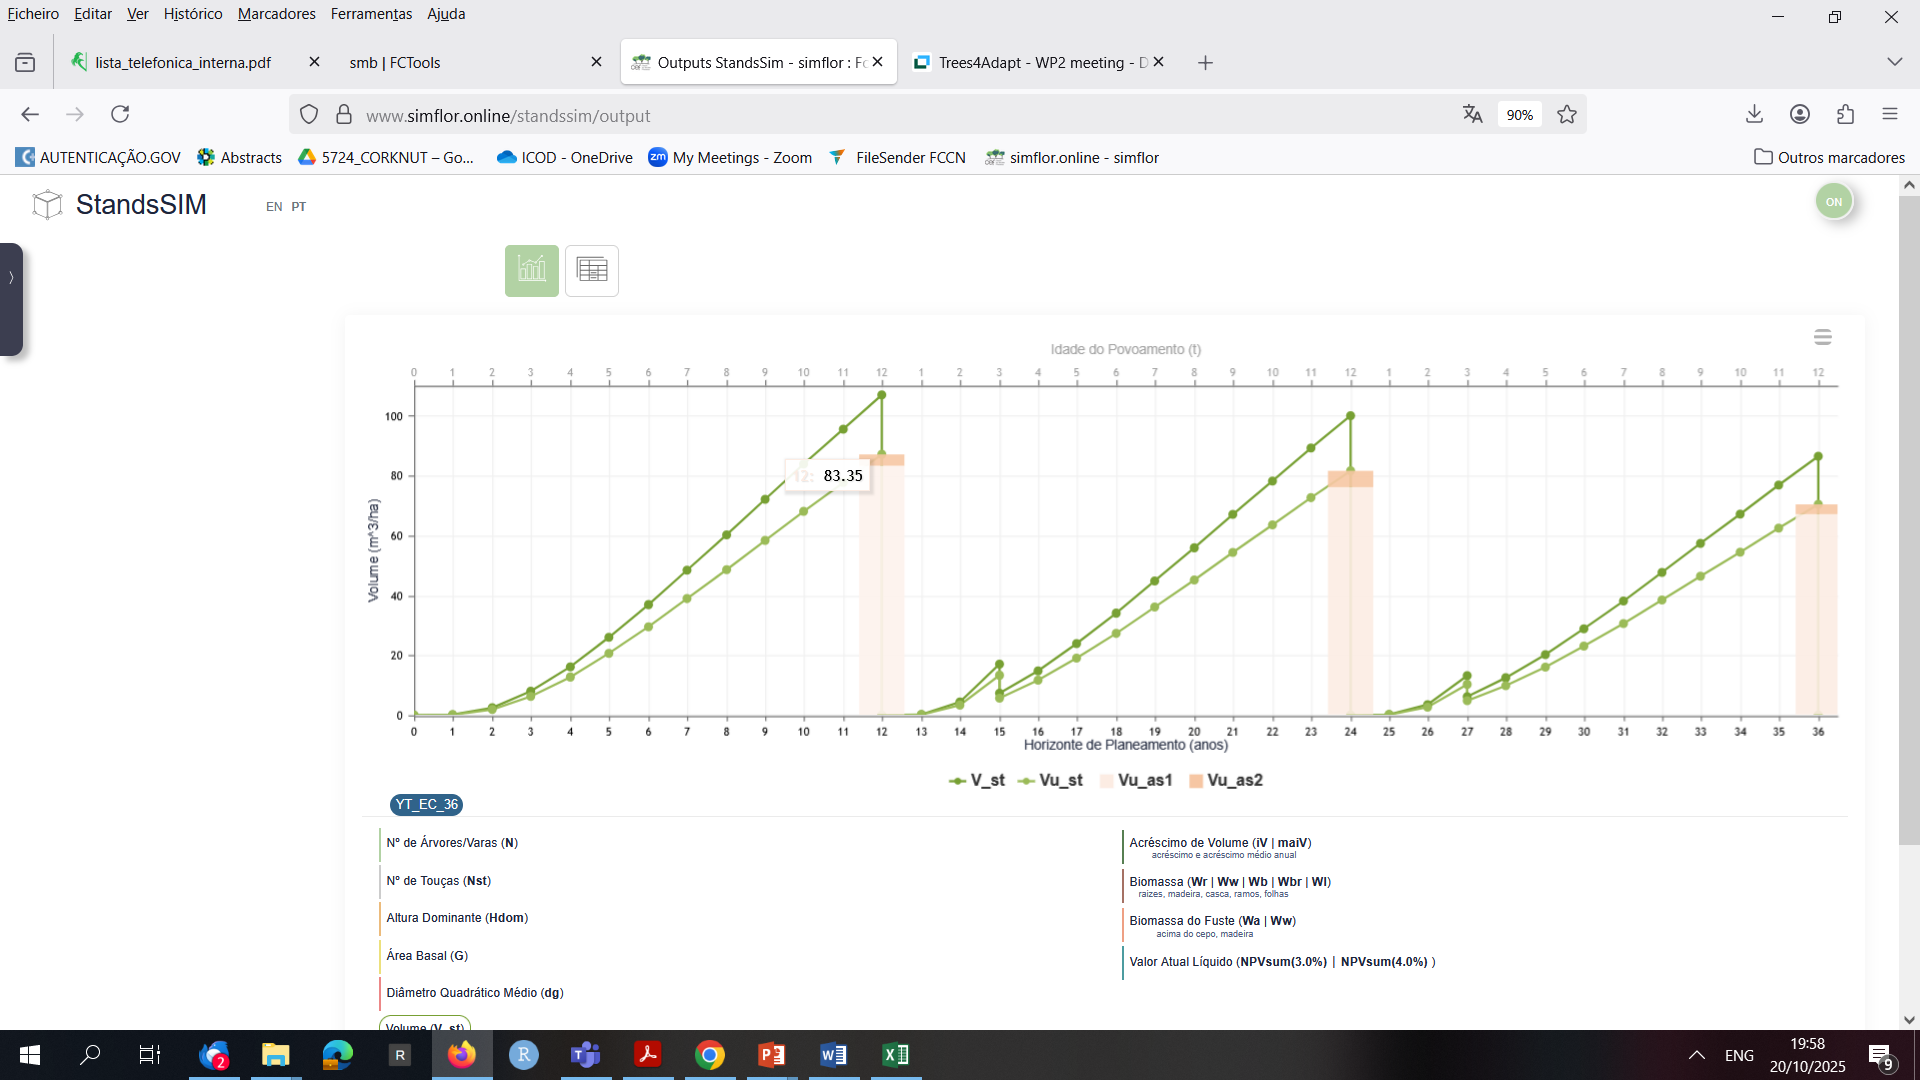 Ficheiro Editar Ver Histórico Marcadores Ferramentas Ajuda
lista_telefonica_interna.pdf smb | FCTools Outputs StandsSim - simflor : Fo Trees4Adapt - WP2 meeting - D
www.simflor.online/standssim/output 90%
AUTENTICAÇÃO.GOV Abstracts 5724_CORKNUT – Go... ICOD - OneDrive zm My Meetings - Zoom FileSender FCCN simflor.online - simflor Outros marcadores
StandsSIM EN PT ON
Idade do Povoamento (t)
0 1 2 3 4 5 6 7 8 9 10 11 12 1 2 3 4 5 6 7 8 9 10 11 12 1 2 3 4 5 6 7 8 9 10 11 12
Volume (m^3/ha)
100
80
60
40
20
0
12: 83.35
0 1 2 3 4 5 6 7 8 9 10 11 12 13 14 15 16 17 18 19 20 21 22 23 24 25 26 27 28 29 30 31 32 33 34 35 36
Horizonte de Planeamento (anos)
V_st Vu_st Vu_as1 Vu_as2
YT_EC_36
Nº de Árvores/Varas (N)
Nº de Touças (Nst)
Altura Dominante (Hdom)
Área Basal (G)
Diâmetro Quadrático Médio (dg)
Volume (V_st)
Acréscimo de Volume (iV | maiV)
acréscimo e acréscimo médio anual
Biomassa (Wr | Ww | Wb | Wbr | Wl)
raizes, madeira, casca, ramos, folhas
Biomassa do Fuste (Wa | Ww)
acima do cepo, madeira
Valor Atual Líquido (NPVsum(3.0%) | NPVsum(4.0%) )
2 R R ENG 19:58
20/10/2025 9